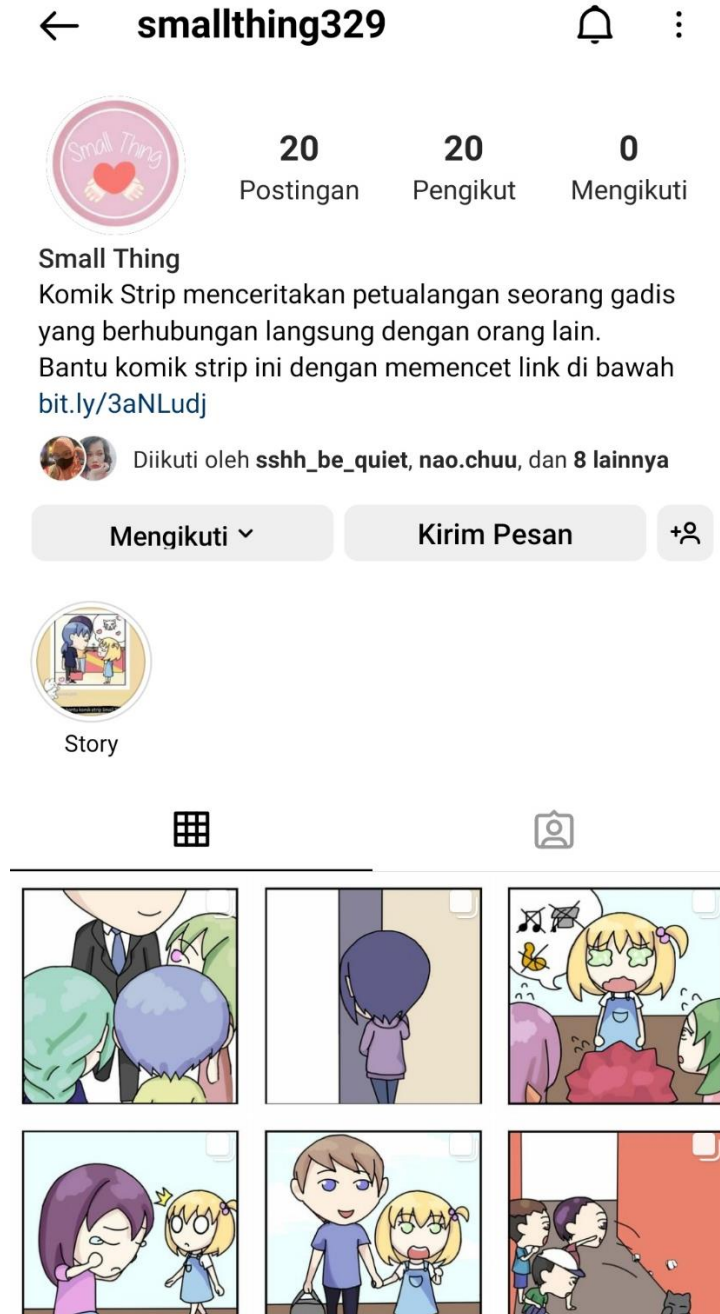 smallthing329
Small Thing
20
20
0
Postingan
Pengikut
Mengikuti
Small Thing
Komik Strip menceritakan petualangan seorang gadis
yang berhubungan langsung dengan orang lain.
Bantu komik strip ini dengan memencet link di bawah
bit.ly/3aNLudj
Diikuti oleh sshh_be_quiet, nao.chuu, dan 8 lainnya
Mengikuti
Kirim Pesan
Story